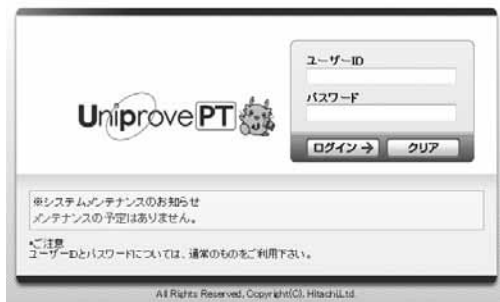 ユーザーID
パスワード
UniprovePT
ログイン→ クリア
※システムメンテナンスのお知らせ
メンテナンスの予定はありません。
•ご注意
ユーザーIDとパスワードについては、通常のものをご利用下さい。
All Rights Reserved, Copyright(C), Hitachi,Ltd.